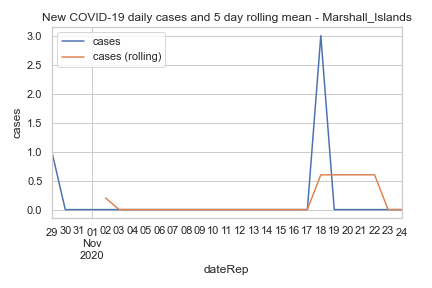 New COVID-19 daily cases and 5 day rolling mean - Marshall_Islands
cases
cases (rolling)
3.0
2.5
2.0
1.5
1.0
0.5
0.0
cases
29 30 31 01 02 03 04 05 06 07 08 09 10 11 12 13 14 15 16 17 18 19 20 21 22 23 24
Nov
2020
dateRep